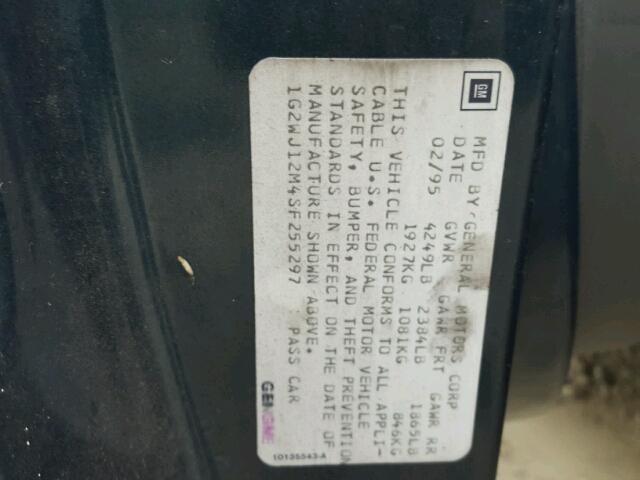 GM
MFD BY GENERAL MOTORS CORP
DATE GVWR GAWR FRT GAWR RR
02/95 4249LB 2384LB 1865LB
1927KG 1081KG 846KG
THIS VEHICLE CONFORMS TO ALL APPLI-
CABLE U.S. FEDERAL MOTOR VEHICLE
SAFETY, BUMPER, AND THEFT PREVENTION
STANDARDS IN EFFECT ON THE DATE OF
MANUFACTURE SHOWN ABOVE.
1G2WJ12M4SF255297 PASS CAR
10135543-A